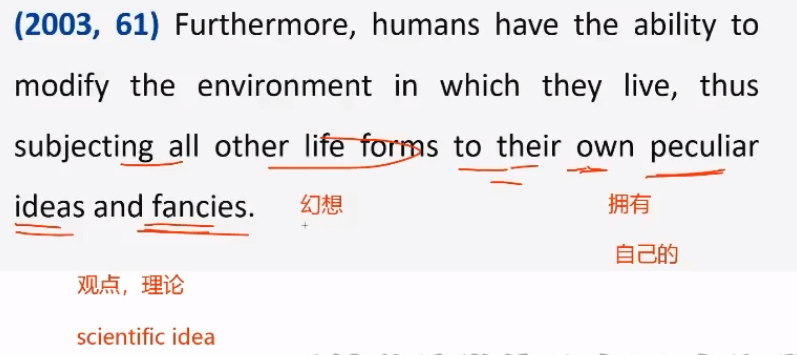 (2003, 61) Furthermore, humans have the ability to
modify the environment in which they live, thus
subjecting all other life forms to their own peculiar
ideas and fancies.
幻想
拥有
自己的
观点，理论
scientific idea